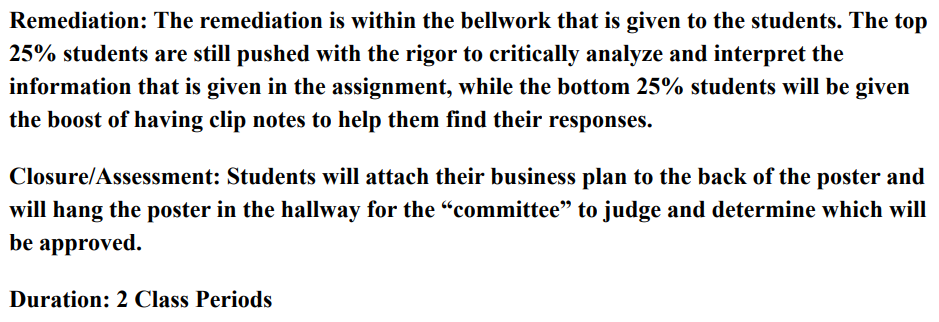 Remediation: The remediation is within the bellwork that is given to the students. The top
25% students are still pushed with the rigor to critically analyze and interpret the
information that is given in the assignment, while the bottom 25% students will be given
the boost of having clip notes to help them find their responses.
Closure/Assessment: Students will attach their business plan to the back of the poster and
will hang the poster in the hallway for the “committee” to judge and determine which will
be approved.
Duration: 2 Class Periods